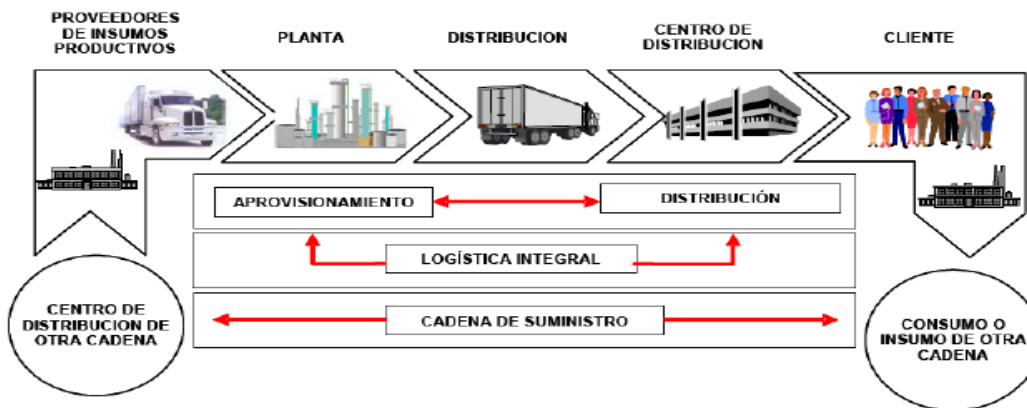 PROVEEDORES
DE INSUMOS
PRODUCTIVOS
PLANTA
DISTRIBUCION
CENTRO DE
DISTRIBUCION
CLIENTE
APROVISIONAMIENTO
DISTRIBUCIÓN
LOGÍSTICA INTEGRAL
CADENA DE SUMINISTRO
CENTRO DE
DISTRIBUCION DE
OTRA CADENA
CONSUMO O
INSUMO DE OTRA
CADENA